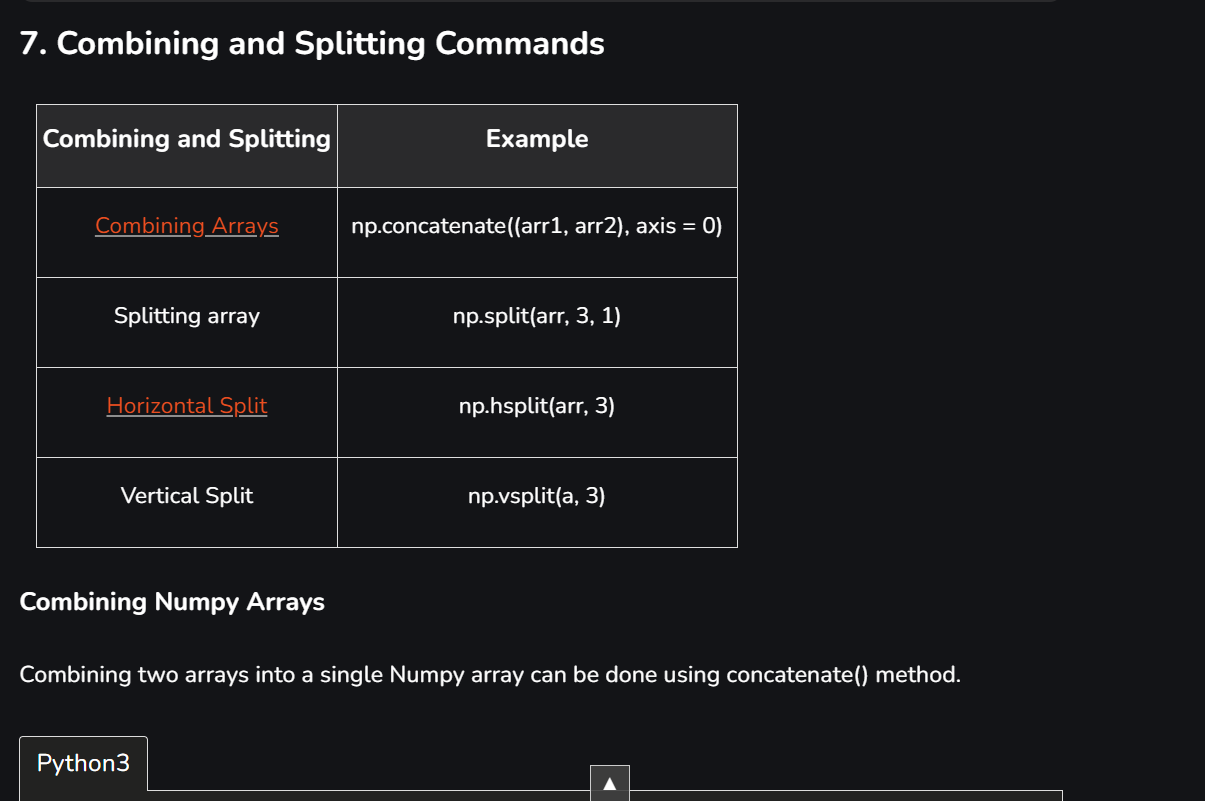 7. Combining and Splitting Commands
Combining and Splitting Example
Combining Arrays np.concatenate((arr1, arr2), axis = 0)
Splitting array np.split(arr, 3, 1)
Horizontal Split np.hsplit(arr, 3)
Vertical Split np.vsplit(a, 3)
Combining Numpy Arrays
Combining two arrays into a single Numpy array can be done using concatenate() method.
Python3
▲